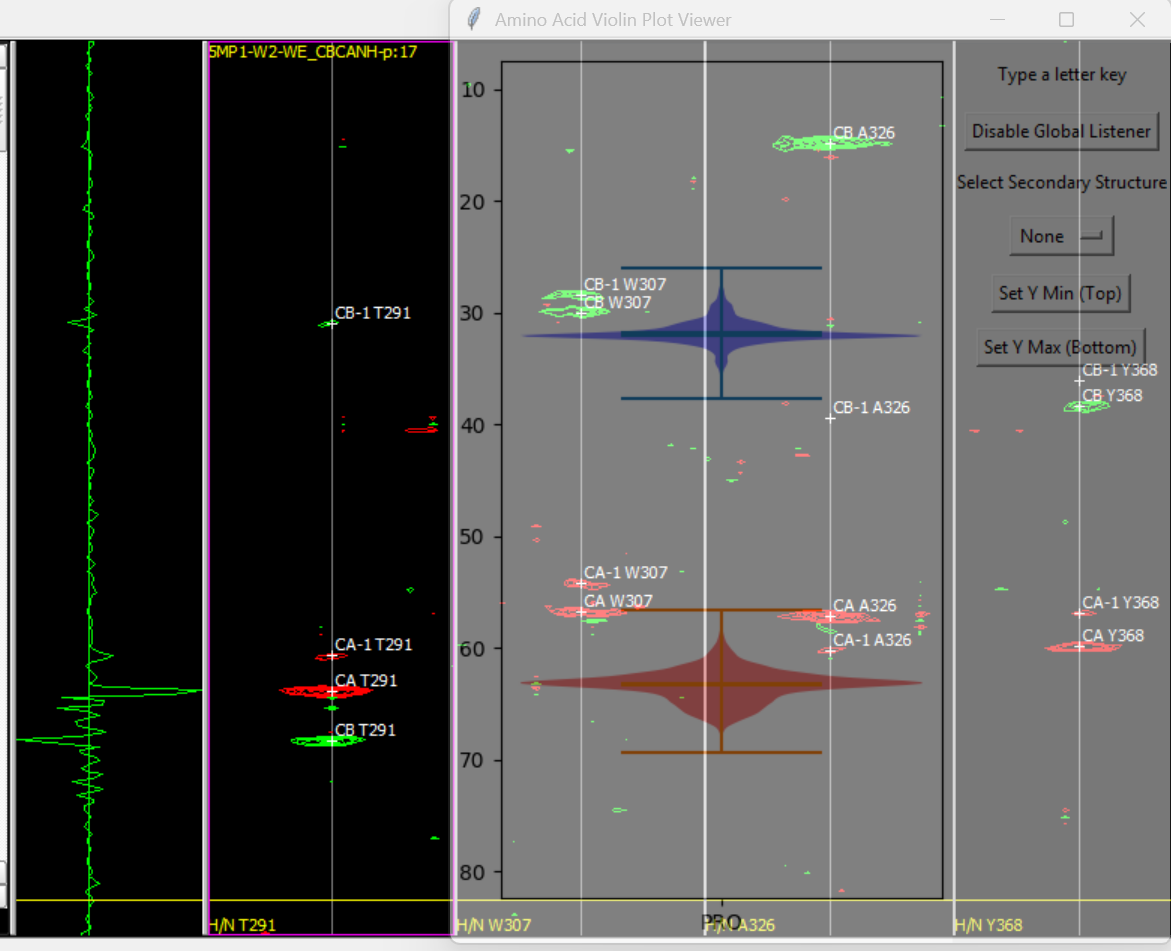 Amino Acid Violin Plot Viewer
5MP1-W2-WE_CBCANH-p:17
Type a letter key
10
Disable Global Listener
CB A326
Select Secondary Structure
20
None
CB-1 W307
Set Y Min (Top)
CB W307
CB-1 T291
30
Set Y Max (Bottom)
CB-1 Y368
CB Y368
CB-1 A326
40
50
CA-1 W307
CA W307
CA A326
CA-1 Y368
CA-1 T291
CA-1 A326
CA Y368
60
CA T291
CB T291
70
80
PRO
H/N T291
H/N W307
H/N A326
H/N Y368